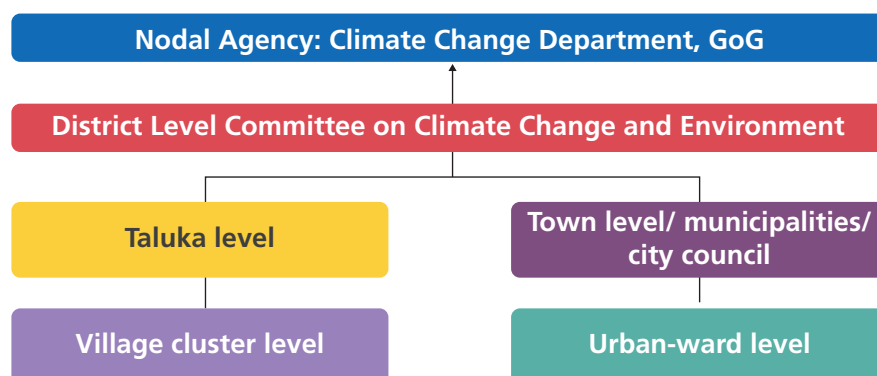 Nodal Agency: Climate Change Department, GoG
District Level Committee on Climate Change and Environment
Taluka level
Town level/ municipalities/
city council
Village cluster level
Urban-ward level